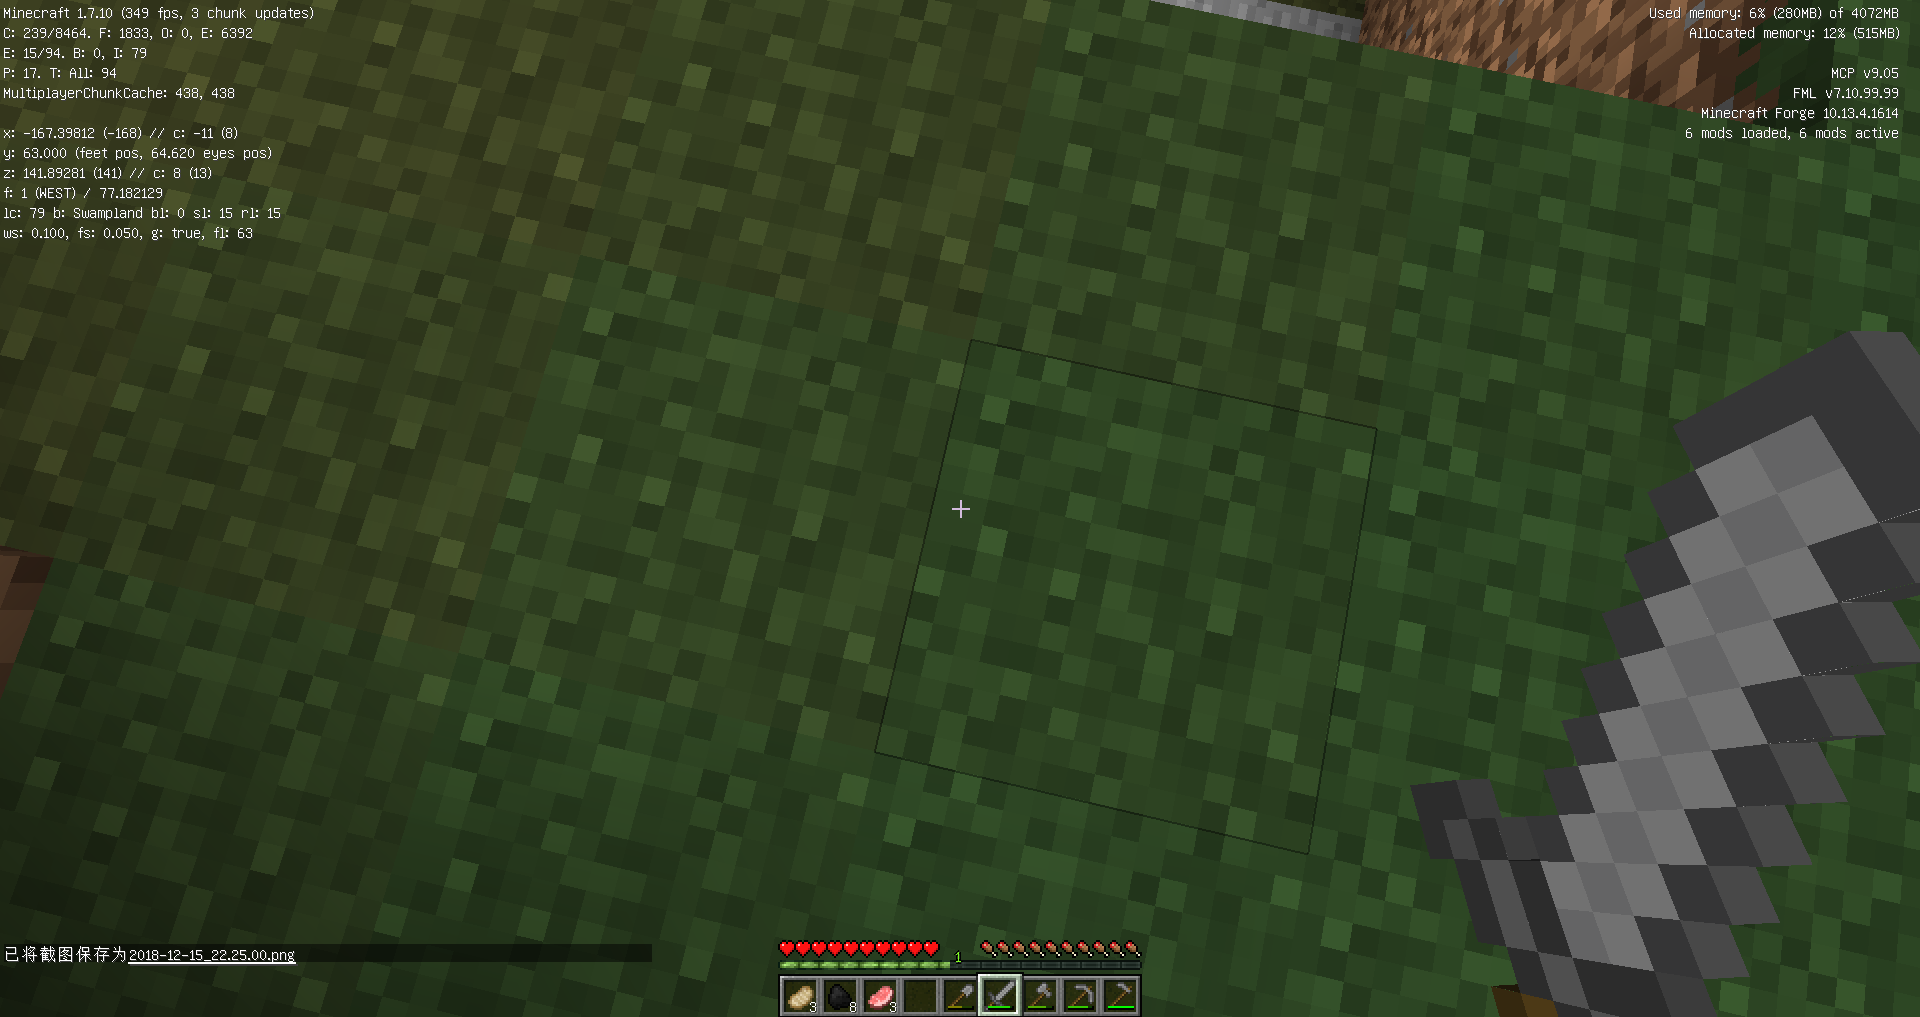 Minecraft 1.7.10 (349 fps, 3 chunk updates)
C: 239/8464. F: 1833, O: 0, E: 6392
E: 15/94. B: 0, I: 79
P: 17. T: All: 94
MultiplayerChunkCache: 438, 438
x: -167.39812 (-168) // c: -11 (8)
y: 63.000 (feet pos, 64.620 eyes pos)
z: 141.89281 (141) // c: 8 (13)
f: 1 (WEST) / 77.182129
lc: 79 b: Swampland bl: 0 sl: 15 rl: 15
ws: 0.100, fs: 0.050, g: true, fl: 63
Used memory: 6% (280MB) of 4072MB
Allocated memory: 12% (515MB)
MCP v9.05
FML v7.10.99.99
Minecraft Forge 10.13.4.1614
6 mods loaded, 6 mods active
已将截图保存为2018-12-15_22.25.00.png
1
3 8 3